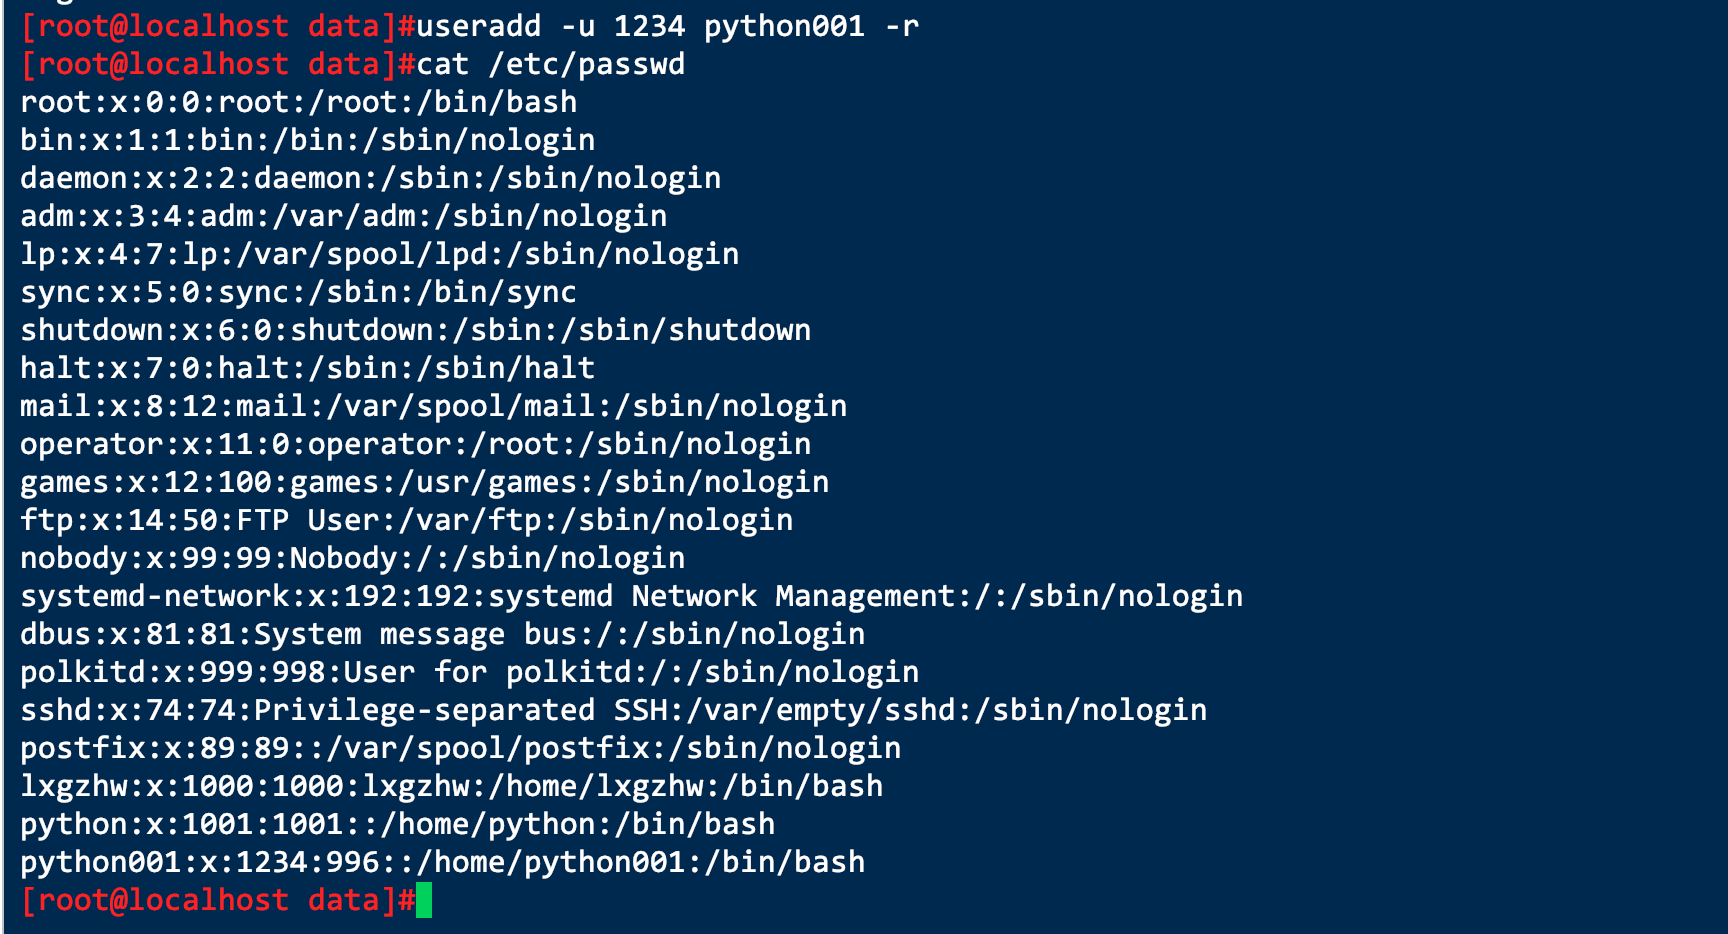 [root@localhost data]#useradd -u 1234 python001 -r
[root@localhost data]#cat /etc/passwd
root:x:0:0:root:/root:/bin/bash
bin:x:1:1:bin:/bin:/sbin/nologin
daemon:x:2:2:daemon:/sbin:/sbin/nologin
adm:x:3:4:adm:/var/adm:/sbin/nologin
lp:x:4:7:lp:/var/spool/lpd:/sbin/nologin
sync:x:5:0:sync:/sbin:/bin/sync
shutdown:x:6:0:shutdown:/sbin:/sbin/shutdown
halt:x:7:0:halt:/sbin:/sbin/halt
mail:x:8:12:mail:/var/spool/mail:/sbin/nologin
operator:x:11:0:operator:/root:/sbin/nologin
games:x:12:100:games:/usr/games:/sbin/nologin
ftp:x:14:50:FTP User:/var/ftp:/sbin/nologin
nobody:x:99:99:Nobody:/:/sbin/nologin
systemd-network:x:192:192:systemd Network Management:/:/sbin/nologin
dbus:x:81:81:System message bus:/:/sbin/nologin
polkitd:x:999:998:User for polkitd:/:/sbin/nologin
sshd:x:74:74:Privilege-separated SSH:/var/empty/sshd:/sbin/nologin
postfix:x:89:89::/var/spool/postfix:/sbin/nologin
lxgzhw:x:1000:1000:lxgzhw:/home/lxgzhw:/bin/bash
python:x:1001:1001::/home/python:/bin/bash
python001:x:1234:996::/home/python001:/bin/bash
[root@localhost data]#